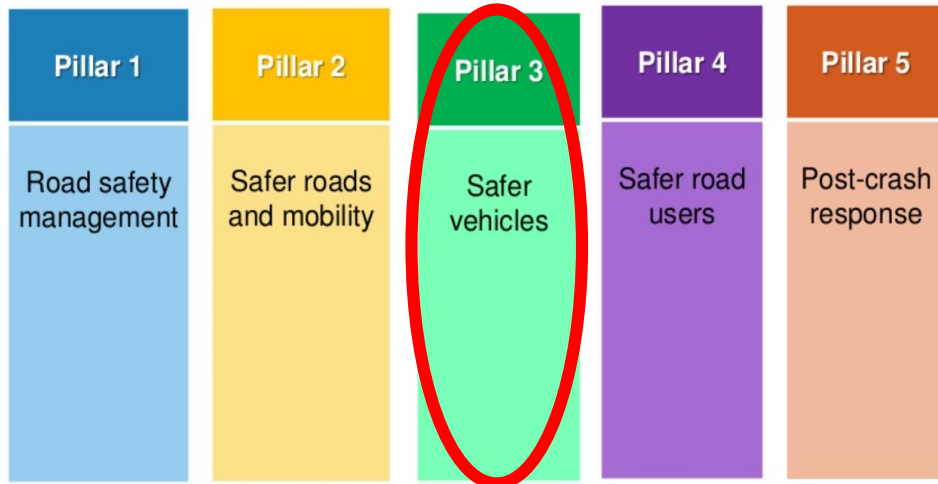 Pillar 1
Road safety
management
Pillar 2
Safer roads
and mobility
Pillar 3
Safer
vehicles
Pillar 4
Safer road
users
Pillar 5
Post-crash
response